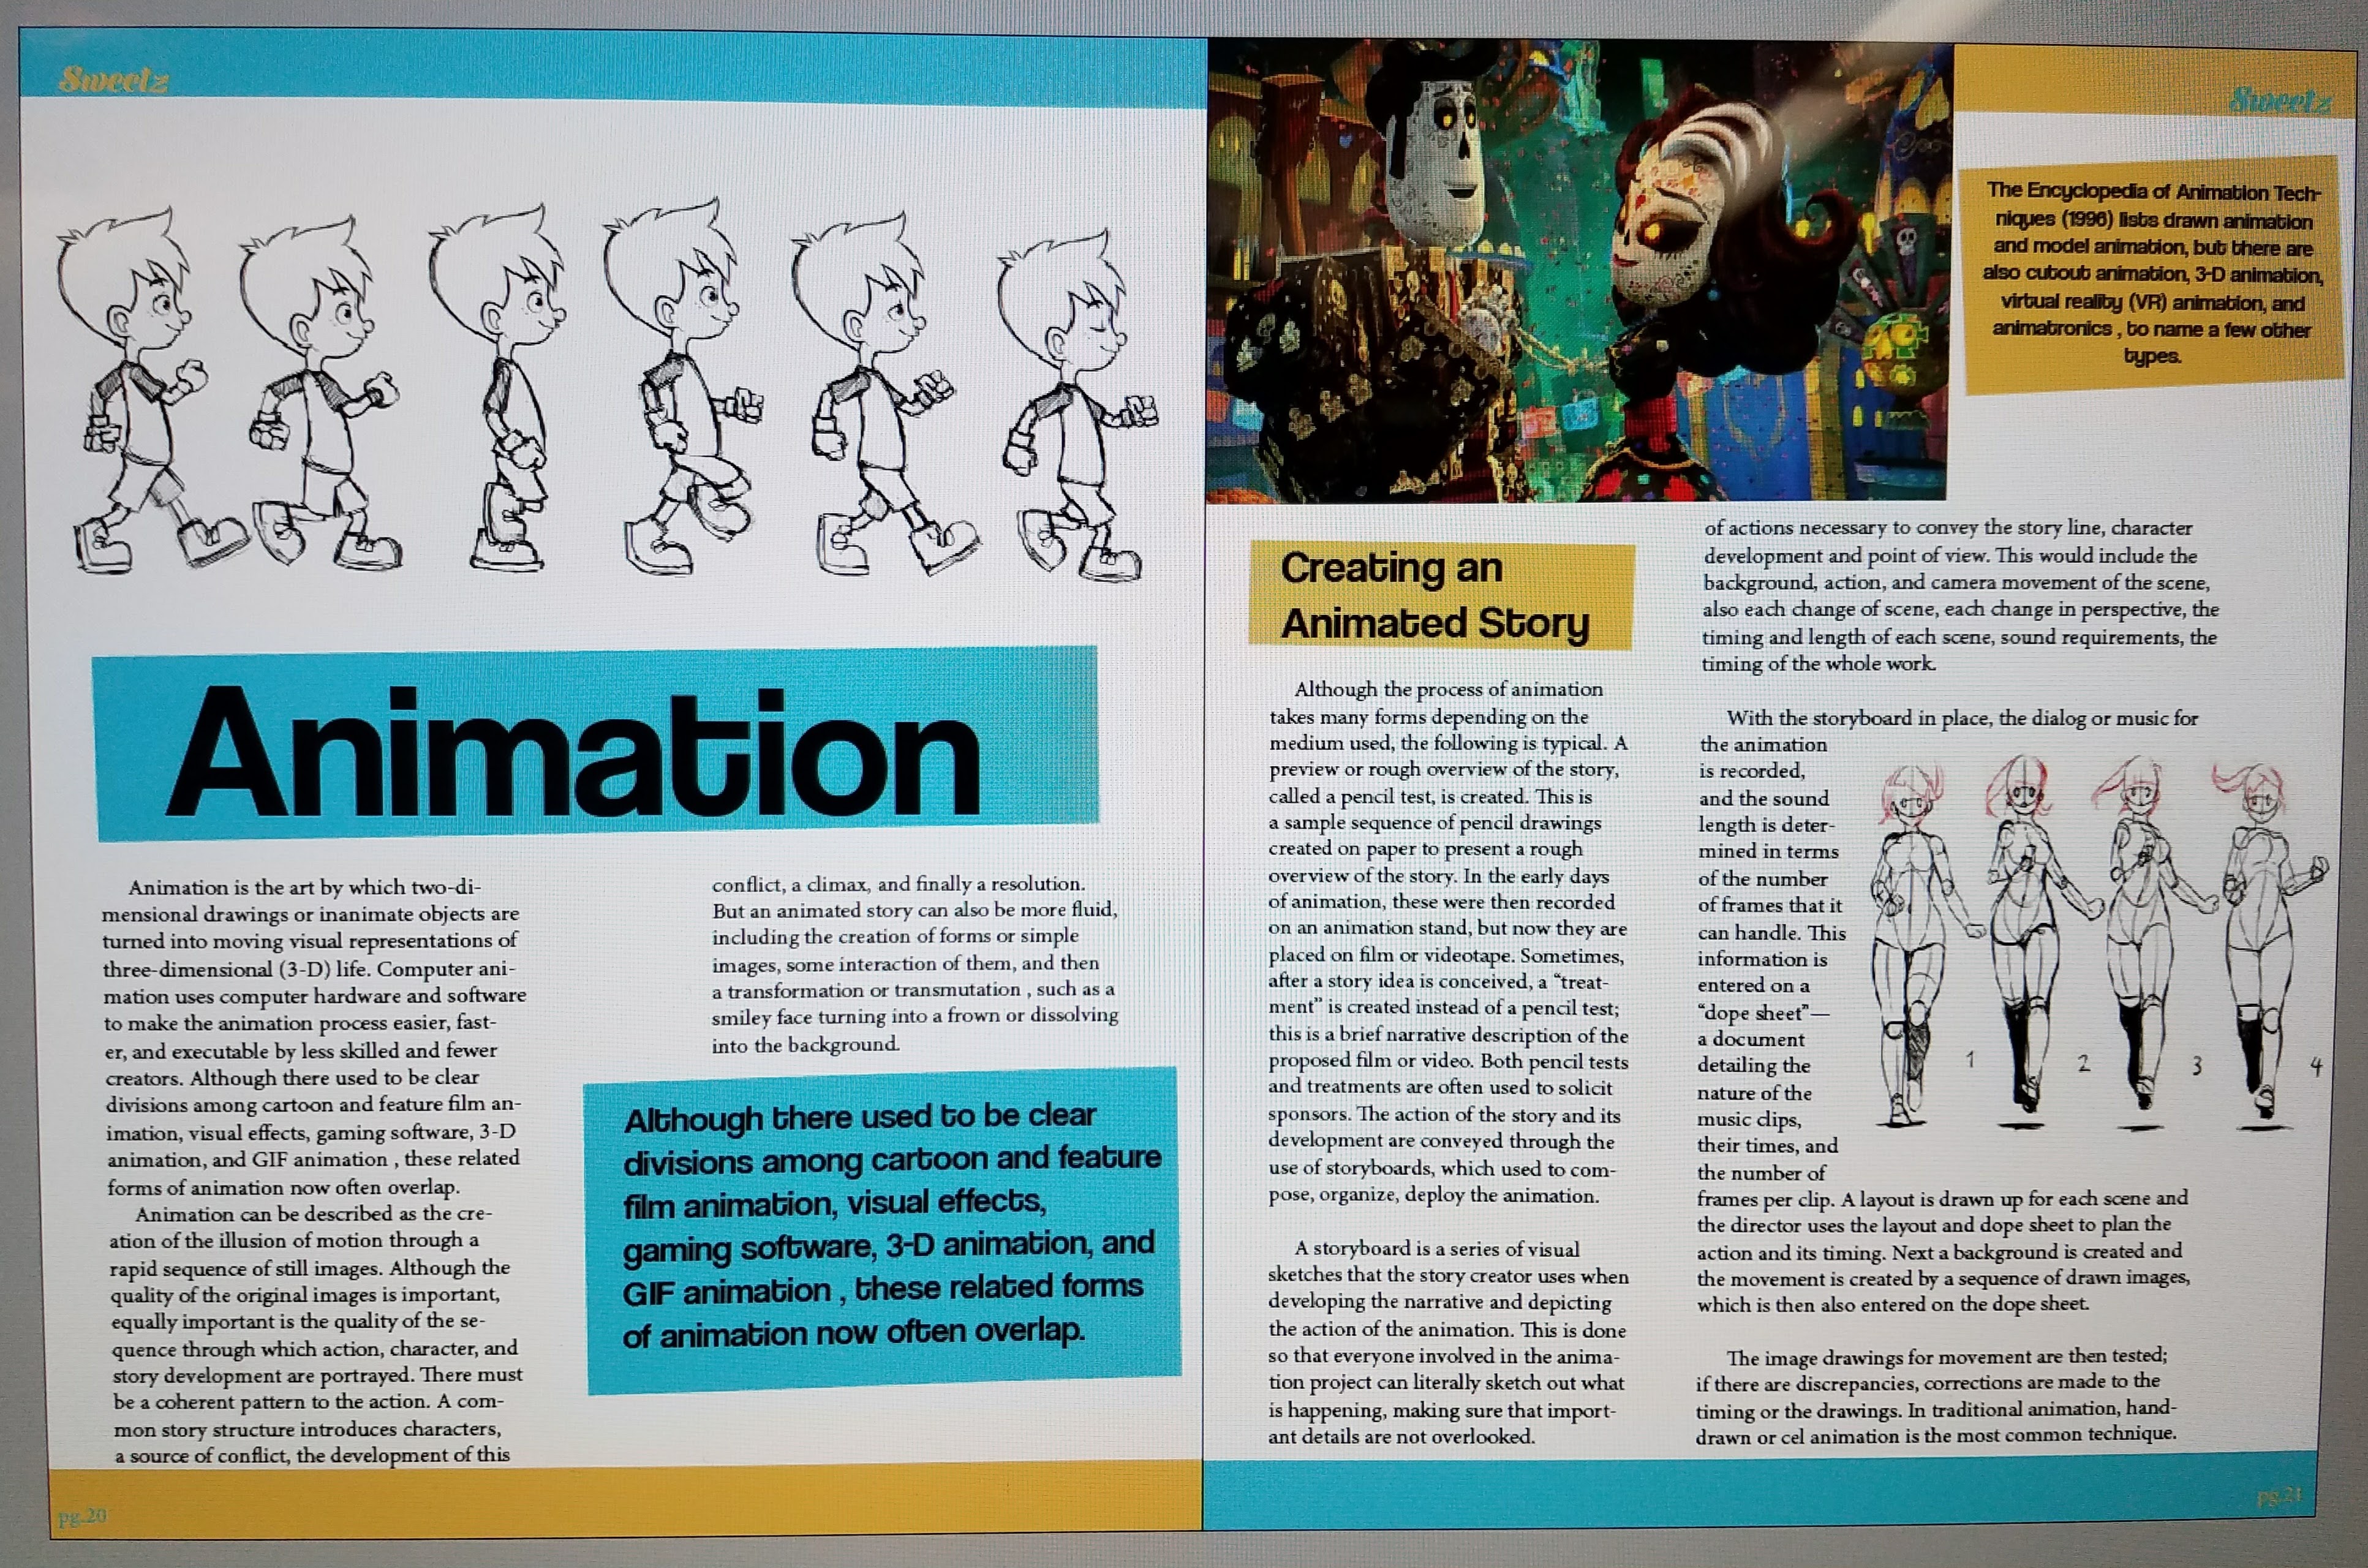 Sweetz
Animation
Animation is the art by which two-di-
mensional drawings or inanimate objects are
turned into moving visual representations of
three-dimensional (3-D) life. Computer ani-
mation uses computer hardware and software
to make the animation process easier, fast-
er, and executable by less skilled and fewer
creators. Although there used to be clear
divisions among cartoon and feature film an-
imation, visual effects, gaming software, 3-D
animation, and GIF animation , these related
forms of animation now often overlap.
Animation can be described as the cre-
ation of the illusion of motion through a
rapid sequence of still images. Although the
quality of the original images is important,
equally important is the quality of the se-
quence through which action, character, and
story development are portrayed. There must
be a coherent pattern to the action. A com-
mon story structure introduces characters,
a source of conflict, the development of this
conflict, a climax, and finally a resolution.
But an animated story can also be more fluid,
including the creation of forms or simple
images, some interaction of them, and then
a transformation or transmutation , such as a
smiley face turning into a frown or dissolving
into the background.
Although there used to be clear
divisions among cartoon and feature
film animation, visual effects,
gaming software, 3-D animation, and
GIF animation , these related forms
of animation now often overlap.
pg.20
Sweetz
The Encyclopedia of Animation Tech-
niques (1996) lists drawn animation
and model animation, but there are
also cutout animation, 3-D animation,
virtual reality (VR) animation, and
animatronics , to name a few other
types.
Creating an
Animated Story
Although the process of animation
takes many forms depending on the
medium used, the following is typical. A
preview or rough overview of the story,
called a pencil test, is created. This is
a sample sequence of pencil drawings
created on paper to present a rough
overview of the story. In the early days
of animation, these were then recorded
on an animation stand, but now they are
placed on film or videotape. Sometimes,
after a story idea is conceived, a “treat-
ment” is created instead of a pencil test;
this is a brief narrative description of the
proposed film or video. Both pencil tests
and treatments are often used to solicit
sponsors. The action of the story and its
development are conveyed through the
use of storyboards, which used to com-
pose, organize, deploy the animation.
A storyboard is a series of visual
sketches that the story creator uses when
developing the narrative and depicting
the action of the animation. This is done
so that everyone involved in the anima-
tion project can literally sketch out what
is happening, making sure that import-
ant details are not overlooked.
of actions necessary to convey the story line, character
development and point of view. This would include the
background, action, and camera movement of the scene,
also each change of scene, each change in perspective, the
timing and length of each scene, sound requirements, the
timing of the whole work.
With the storyboard in place, the dialog or music for
the animation
is recorded,
and the sound
length is deter-
mined in terms
of the number
of frames that it
can handle. This
information is
entered on a
“dope sheet”—
a document
detailing the
nature of the
music clips,
their times, and
the number of
frames per clip. A layout is drawn up for each scene and
the director uses the layout and dope sheet to plan the
action and its timing. Next a background is created and
the movement is created by a sequence of drawn images,
which is then also entered on the dope sheet.
1 2 3 4
The image drawings for movement are then tested;
if there are discrepancies, corrections are made to the
timing or the drawings. In traditional animation, hand-
drawn or cel animation is the most common technique.
pg.21